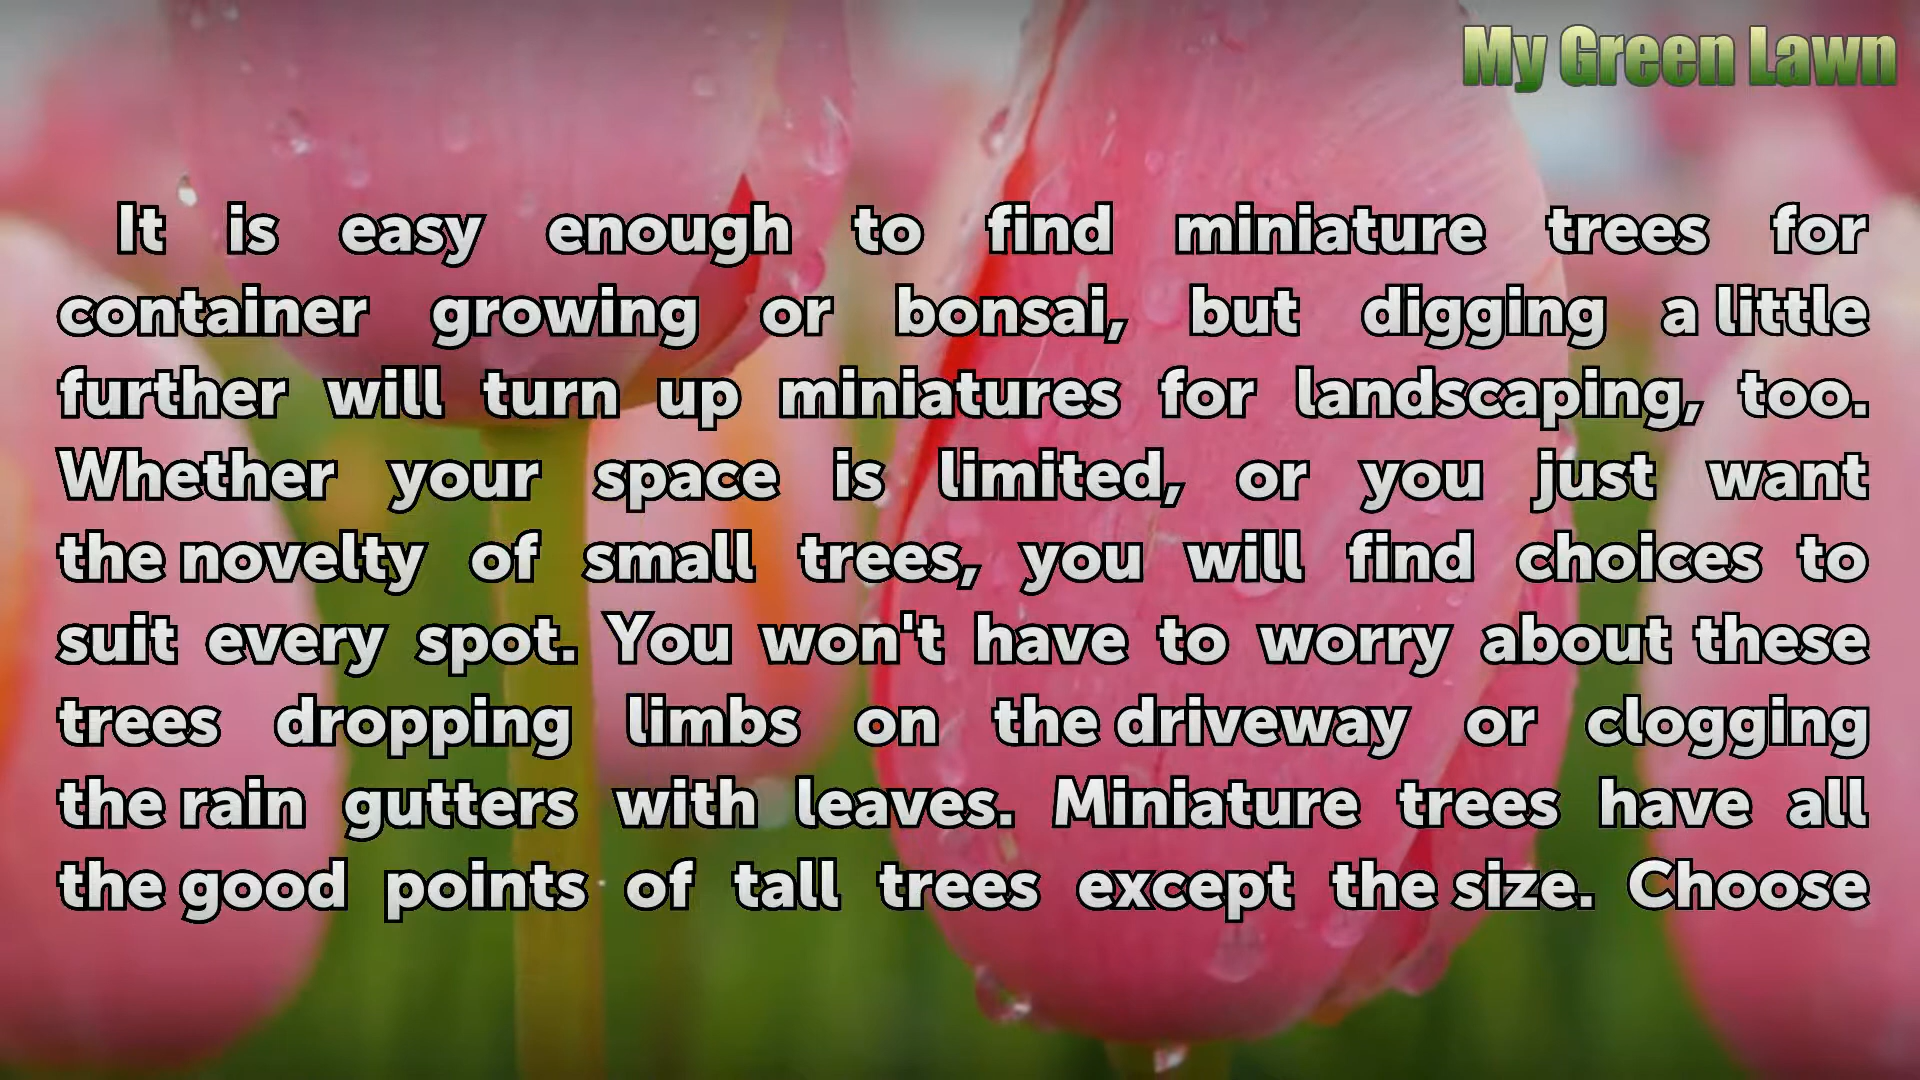 My Green Lawn
It is easy enough to find miniature trees for
container growing or bonsai, but digging a little
further will turn up miniatures for landscaping, too.
Whether your space is limited, or you just want
the novelty of small trees, you will find choices to
suit every spot. You won't have to worry about these
trees dropping limbs on the driveway or clogging
the rain gutters with leaves. Miniature trees have all
the good points of tall trees except the size. Choose